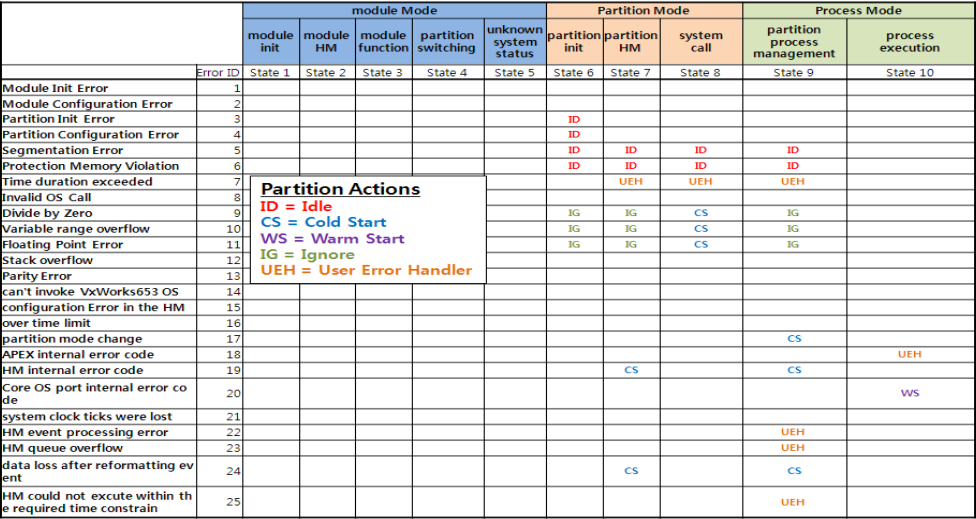 module Mode Partition Mode Process Mode
module init module HM module function partition switching unknown system status partition init partition HM system call partition process management process execution
Error ID State 1 State 2 State 3 State 4 State 5 State 6 State 7 State 8 State 9 State 10
Module Init Error 1
Module Configuration Error 2
Partition Init Error 3 ID
Partition Configuration Error 4 ID
Segmentation Error 5 ID ID ID ID
Protection Memory Violation 6 ID ID ID ID
Time duration exceeded 7 UEH UEH UEH
Invalid OS Call 8
Divide by Zero 9 IG IG CS IG
Variable range overflow 10 IG IG CS IG
Floating Point Error 11 IG IG CS IG
Stack overflow 12
Parity Error 13
Partition Actions
ID = Idle
CS = Cold Start
WS = Warm Start
IG = Ignore
UEH = User Error Handler
can't invoke VxWorks653 OS 14
configuration Error in the HM 15
over time limit 16
partition mode change 17 CS
APEX internal error code 18 UEH
HM internal error code 19 CS CS
Core OS port internal error co
de 20 WS
system clock ticks were lost 21
HM event processing error 22 UEH
HM queue overflow 23 UEH
data loss after reformatting ev
ent 24 CS CS
HM could not excute within th
e required time constrain 25 UEH